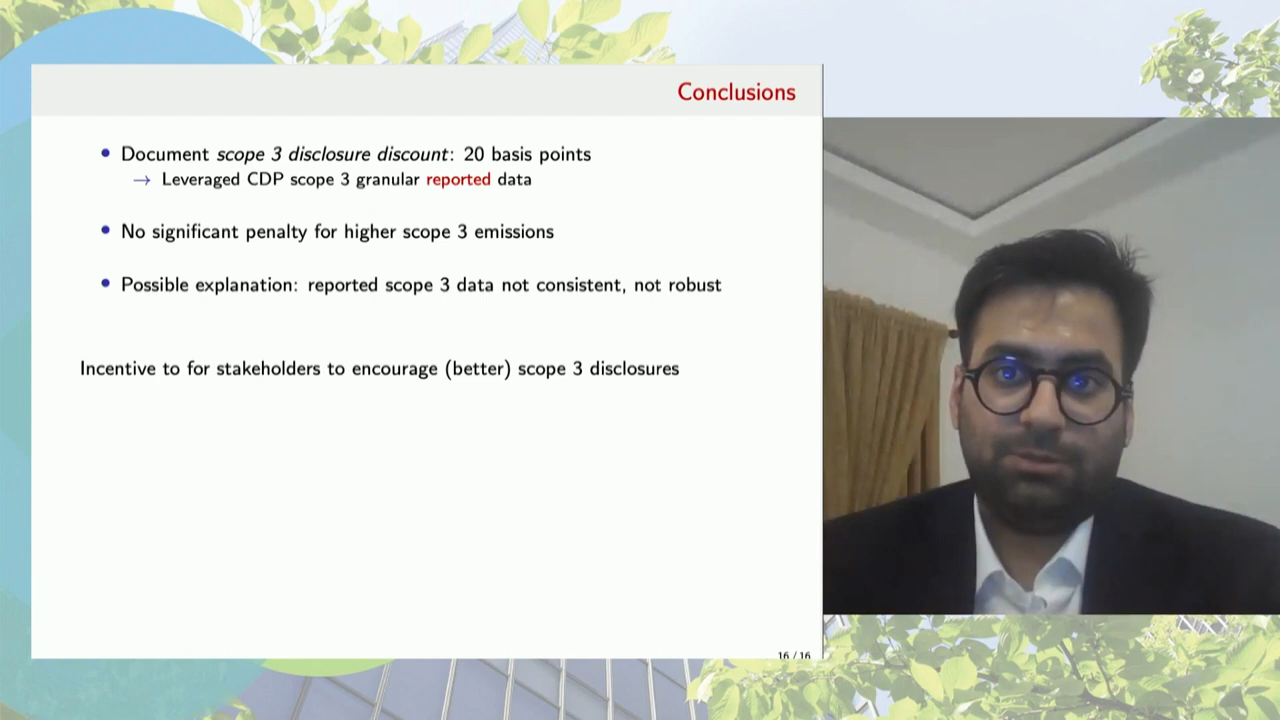 Conclusions
• Document scope 3 disclosure discount: 20 basis points
→ Leveraged CDP scope 3 granular reported data
• No significant penalty for higher scope 3 emissions
• Possible explanation: reported scope 3 data not consistent, not robust
Incentive to for stakeholders to encourage (better) scope 3 disclosures
16 / 16